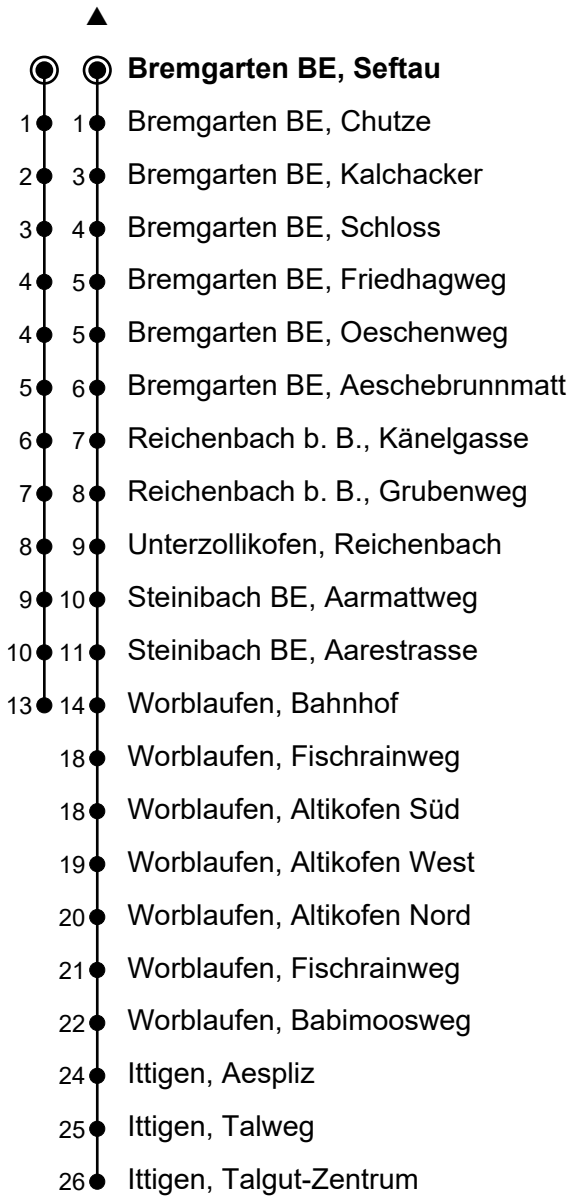 Bremgarten BE, Seftau
1 1 Bremgarten BE, Chutze
2 3 Bremgarten BE, Kalchacker
3 4 Bremgarten BE, Schloss
4 5 Bremgarten BE, Friedhagweg
4 5 Bremgarten BE, Oeschenweg
5 6 Bremgarten BE, Aeschebrunnmatt
6 7 Reichenbach b. B., Känelgasse
7 8 Reichenbach b. B., Grubenweg
8 9 Unterzollikofen, Reichenbach
9 10 Steinibach BE, Aarmattweg
10 11 Steinibach BE, Aarestrasse
13 14 Worblaufen, Bahnhof
18 Worblaufen, Fischrainweg
18 Worblaufen, Altikofen Süd
19 Worblaufen, Altikofen West
20 Worblaufen, Altikofen Nord
21 Worblaufen, Fischrainweg
22 Worblaufen, Babimoosweg
24 Ittigen, Aespliz
25 Ittigen, Talweg
26 Ittigen, Talgut-Zentrum